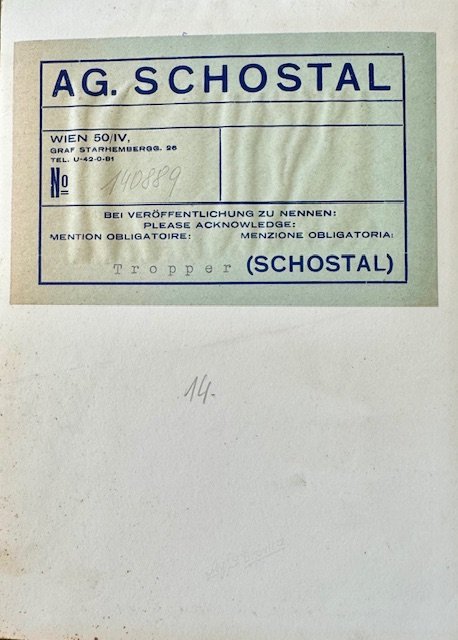 AG. SCHOSTAL
WIEN 50/IV,
GRAF STARHEMBERGG. 26
TEL. U-42-0-81
No 140889
BEI VERÖFFENTLICHUNG ZU NENNEN:
PLEASE ACKNOWLEDGE:
MENTION OBLIGATOIRE: MENZIONE OBLIGATORIA:
Tropper (SCHOSTAL)
14.